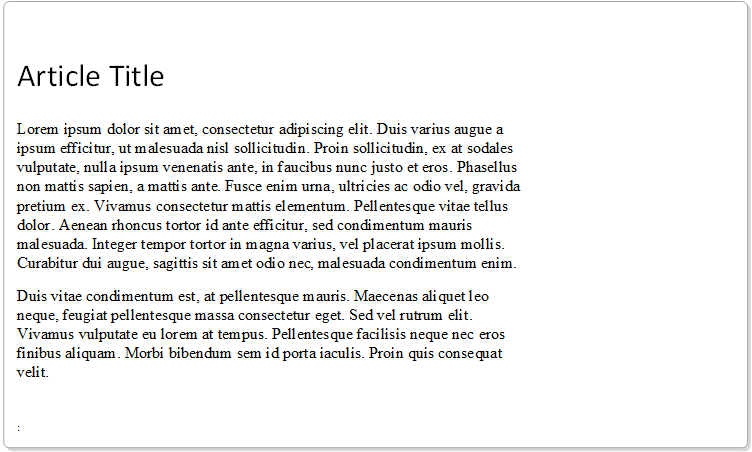 Article Title
Lorem ipsum dolor sit amet, consectetur adipiscing elit. Duis varius augue a
ipsum efficitur, ut malesuada nisl sollicitudin. Proin sollicitudin, ex at sodales
vulputate, nulla ipsum venenatis ante, in faucibus nunc justo et eros. Phasellus
non mattis sapien, a mattis ante. Fusce enim urna, ultricies ac odio vel, gravida
pretium ex. Vivamus consectetur mattis elementum. Pellentesque vitae tellus
dolor. Aenean rhoncus tortor id ante efficitur, sed condimentum mauris
malesuada. Integer tempor tortor in magna varius, vel placerat ipsum mollis.
Curabitur dui augue, sagittis sit amet odio nec, malesuada condimentum enim.
Duis vitae condimentum est, at pellentesque mauris. Maecenas aliquet leo
neque, feugiat pellentesque massa consectetur eget. Sed vel rutrum elit.
Vivamus vulputate eu lorem at tempus. Pellentesque facilisis neque nec eros
finibus aliquam. Morbi bibendum sem id porta iaculis. Proin quis consequat
velit.
: